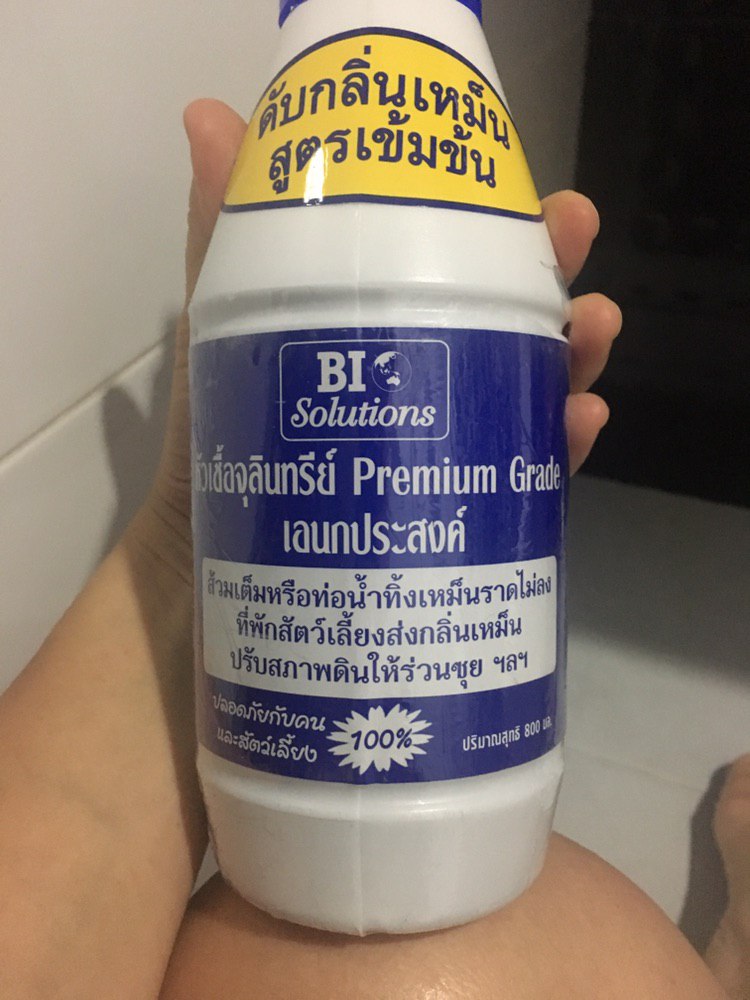 ดับกลิ่นเหม็น
สูตรเข้มข้น
BIO
Solutions
หัวเชื้อจุลินทรีย์ Premium Grade
เอนกประสงค์
ส้วมเต็มหรือท่อน้ำทิ้งเหม็นราดไม่ลง
ที่พักสัตว์เลี้ยงส่งกลิ่นเหม็น
ปรับสภาพดินให้ร่วนซุย ฯลฯ
ปลอดภัยกับคน
และสัตว์เลี้ยง
100%
ปริมาณสุทธิ 800 มล.